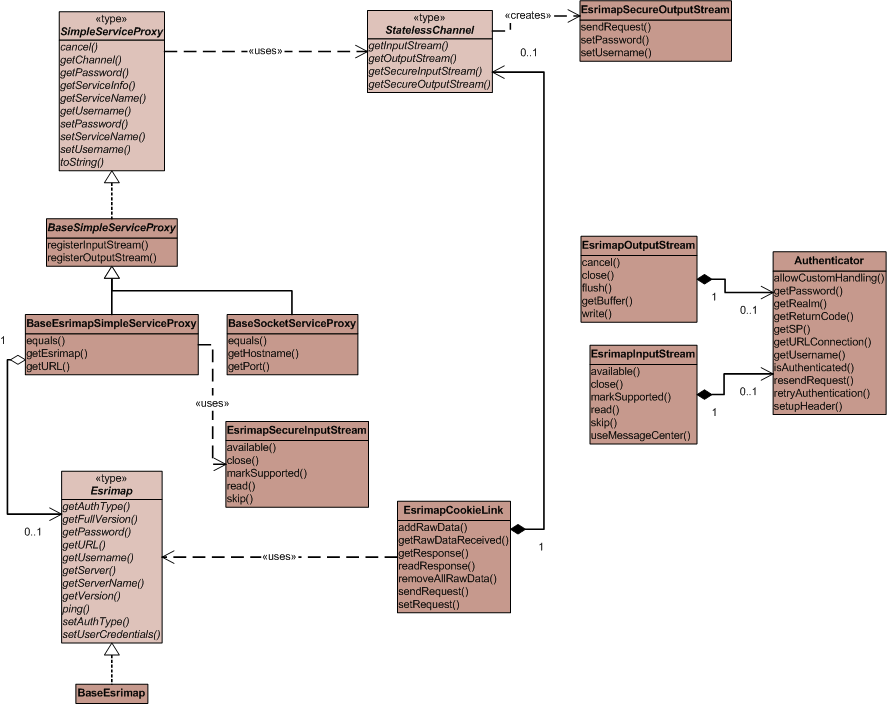 «type»
SimpleServiceProxy
cancel()
getChannel()
getPassword()
getServiceInfo()
getServiceName()
getUsername()
setPassword()
setServiceName()
setUsername()
toString()
«uses»
«type»
StatelessChannel
getInputStream()
getOutputStream()
getSecureInputStream()
getSecureOutputStream()
«creates»
0..1
EsrimapSecureOutputStream
sendRequest()
setPassword()
setUsername()
BaseSimpleServiceProxy
registerInputStream()
registerOutputStream()
BaseEsrimapSimpleServiceProxy
equals()
getEsrimap()
getURL()
1
BaseSocketServiceProxy
equals()
getHostname()
getPort()
«uses»
EsrimapSecureInputStream
available()
close()
markSupported()
read()
skip()
EsrimapOutputStream
cancel()
close()
flush()
getBuffer()
write()
1
0..1
EsrimapInputStream
available()
close()
markSupported()
read()
skip()
useMessageCenter()
1
0..1
Authenticator
allowCustomHandling()
getPassword()
getRealm()
getReturnCode()
getSP()
getURLConnection()
getUsername()
isAuthenticated()
resendRequest()
retryAuthentication()
setupHeader()
0..1
«type»
Esrimap
getAuthType()
getFullVersion()
getPassword()
getURL()
getUsername()
getServer()
getServerName()
getVersion()
ping()
setAuthType()
setUserCredentials()
«uses»
EsrimapCookieLink
addRawData()
getRawDataReceived()
getResponse()
readResponse()
removeAllRawData()
sendRequest()
setRequest()
1
BaseEsrimap